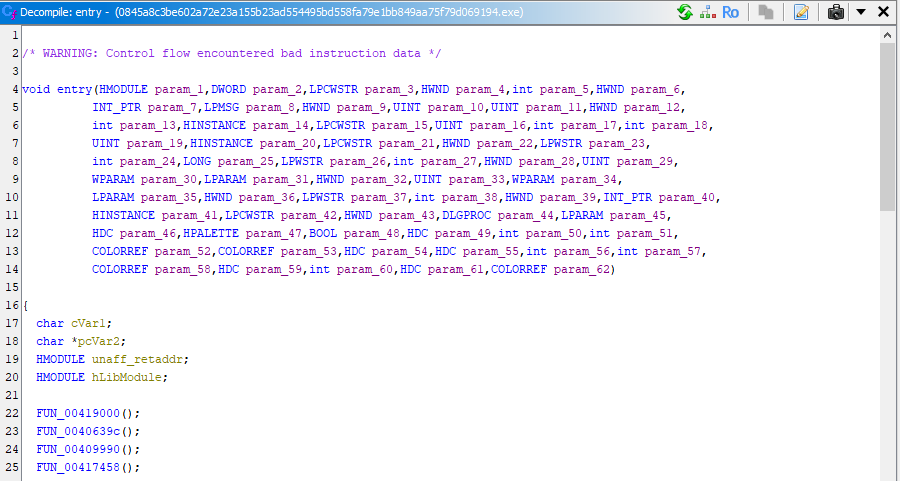 Decompile: entry - (0845a8c3be602a72e23a155b23ad554495bd558fa79e1bb849aa75f79d069194.exe)
Ro
1
2 /* WARNING: Control flow encountered bad instruction data */
3
4 void entry(HMODULE param_1,DWORD param_2,LPCWSTR param_3,HWND param_4,int param_5,HWND param_6,
5 INT_PTR param_7,LPMSG param_8,HWND param_9,UINT param_10,UINT param_11,HWND param_12,
6 int param_13,HINSTANCE param_14,LPCWSTR param_15,UINT param_16,int param_17,int param_18,
7 UINT param_19,HINSTANCE param_20,LPCWSTR param_21,HWND param_22,LPWSTR param_23,
8 int param_24,LONG param_25,LPWSTR param_26,int param_27,HWND param_28,UINT param_29,
9 WPARAM param_30,LPARAM param_31,HWND param_32,UINT param_33,WPARAM param_34,
10 LPARAM param_35,HWND param_36,LPWSTR param_37,int param_38,HWND param_39,INT_PTR param_40,
11 HINSTANCE param_41,LPCWSTR param_42,HWND param_43,DLGPROC param_44,LPARAM param_45,
12 HDC param_46,HPALETTE param_47,BOOL param_48,HDC param_49,int param_50,int param_51,
13 COLORREF param_52,COLORREF param_53,HDC param_54,HDC param_55,int param_56,int param_57,
14 COLORREF param_58,HDC param_59,int param_60,HDC param_61,COLORREF param_62)
15
16 {
17 char cVar1;
18 char *pcVar2;
19 HMODULE unaff_retaddr;
20 HMODULE hLibModule;
21
22 FUN_00419000();
23 FUN_0040639c();
24 FUN_00409990();
25 FUN_00417458();